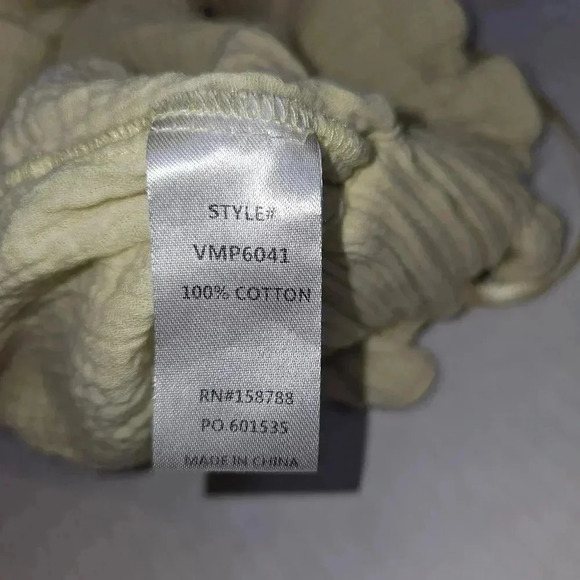 STYLE#
VMP6041
100% COTTON
RN#158788
PO.601535
MADE IN CHINA